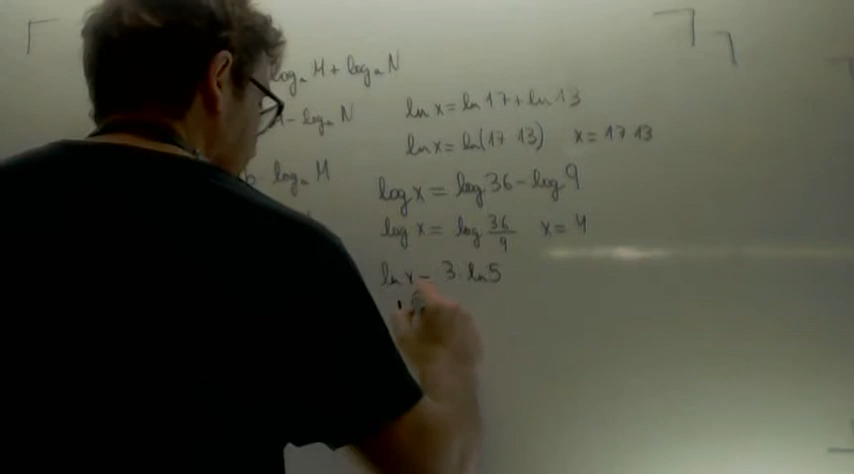 logₐ M + logₐ N
- logₐ N
logₐ M
ln x = ln 17 + ln 13
ln x = ln(17·13) x = 17·13
log x = log 36 - log 9
log x = log 36/9 x = 4
ln x = 3·ln 5